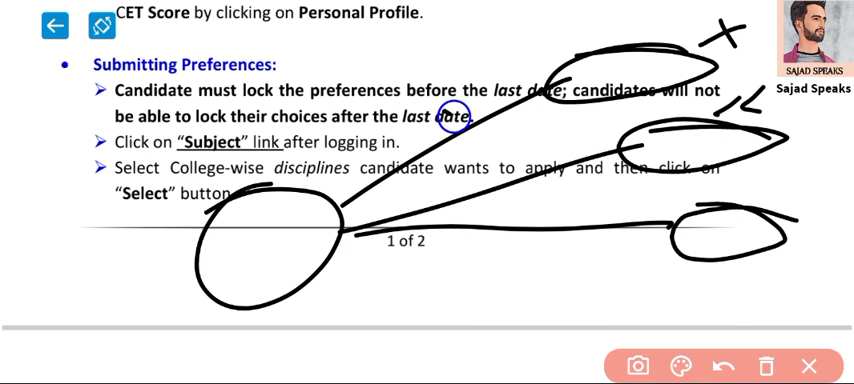 CET Score by clicking on Personal Profile.
• Submitting Preferences:
➢ Candidate must lock the preferences before the last date; candidates will not
be able to lock their choices after the last date.
➢ Click on “Subject” link after logging in.
➢ Select College-wise disciplines candidate wants to apply and then click on
“Select” button
1 of 2
SAJAD SPEAKS
Sajad Speaks